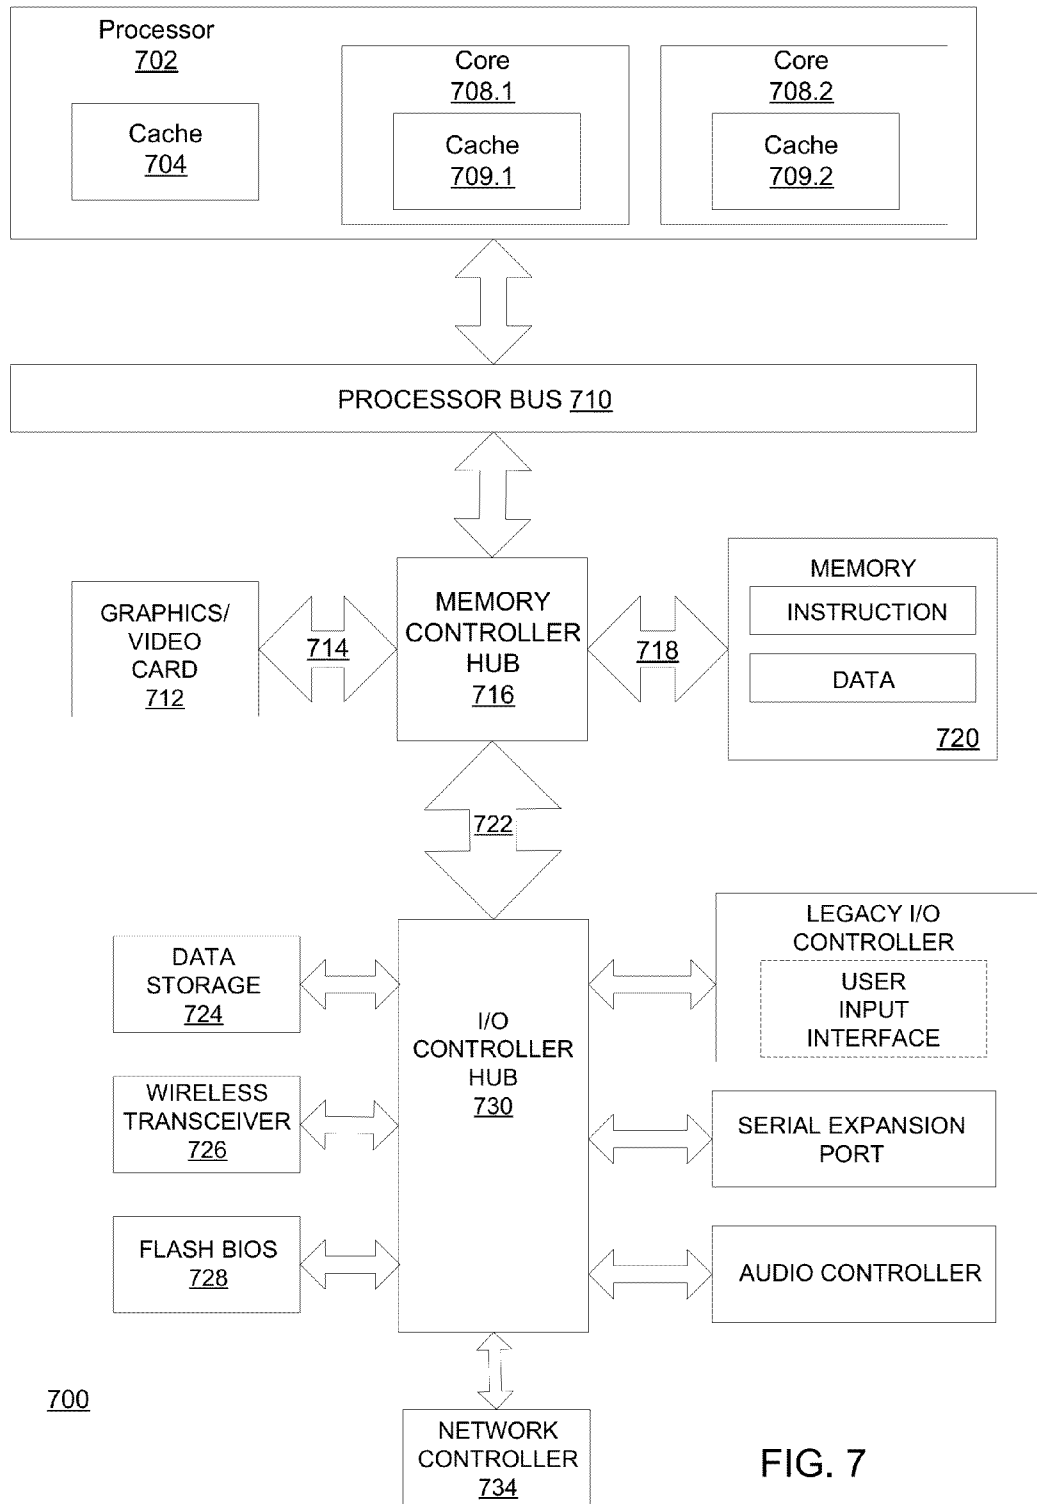 Processor
702
Cache
704
Core
708.1
Cache
709.1
Core
708.2
Cache
709.2
PROCESSOR BUS 710
GRAPHICS/
VIDEO
CARD
712
714
MEMORY
CONTROLLER
HUB
716
718
MEMORY
INSTRUCTION
DATA
720
722
DATA
STORAGE
724
WIRELESS
TRANSCEIVER
726
FLASH BIOS
728
I/O
CONTROLLER
HUB
730
LEGACY I/O
CONTROLLER
USER
INPUT
INTERFACE
SERIAL EXPANSION
PORT
AUDIO CONTROLLER
700
NETWORK
CONTROLLER
734
FIG. 7